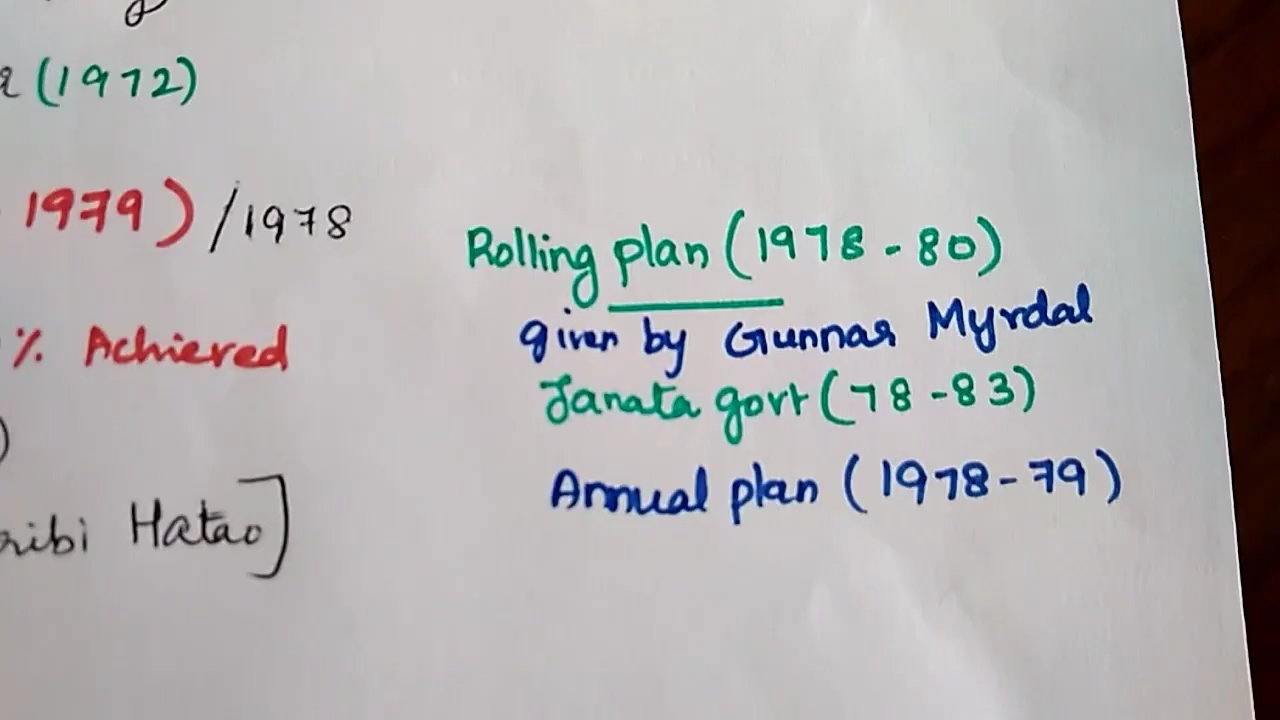 (1972)
1979) /1978
Rolling plan (1978-80)
given by Gunnar Myrdal
% Achieved
Janata govt (78-83)
)
Annual plan (1978-79)
Hatao]